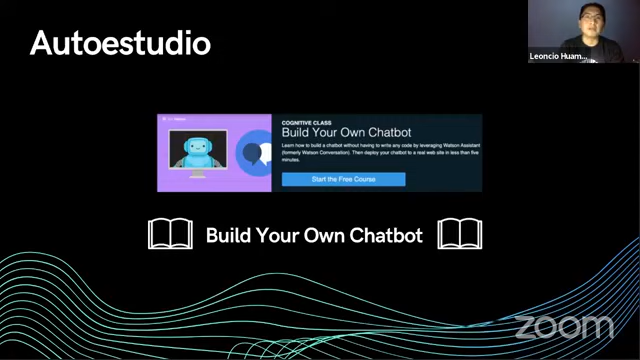 Autoestudio
Leoncio Huam...
COGNITIVE CLASS
Build Your Own Chatbot
Learn how to build a chatbot without having to write any code by leveraging Watson Assistant
(formerly Watson Conversation). Then deploy your chatbot to a real web site in less than five
minutes.
Start the Free Course
Build Your Own Chatbot
zoom